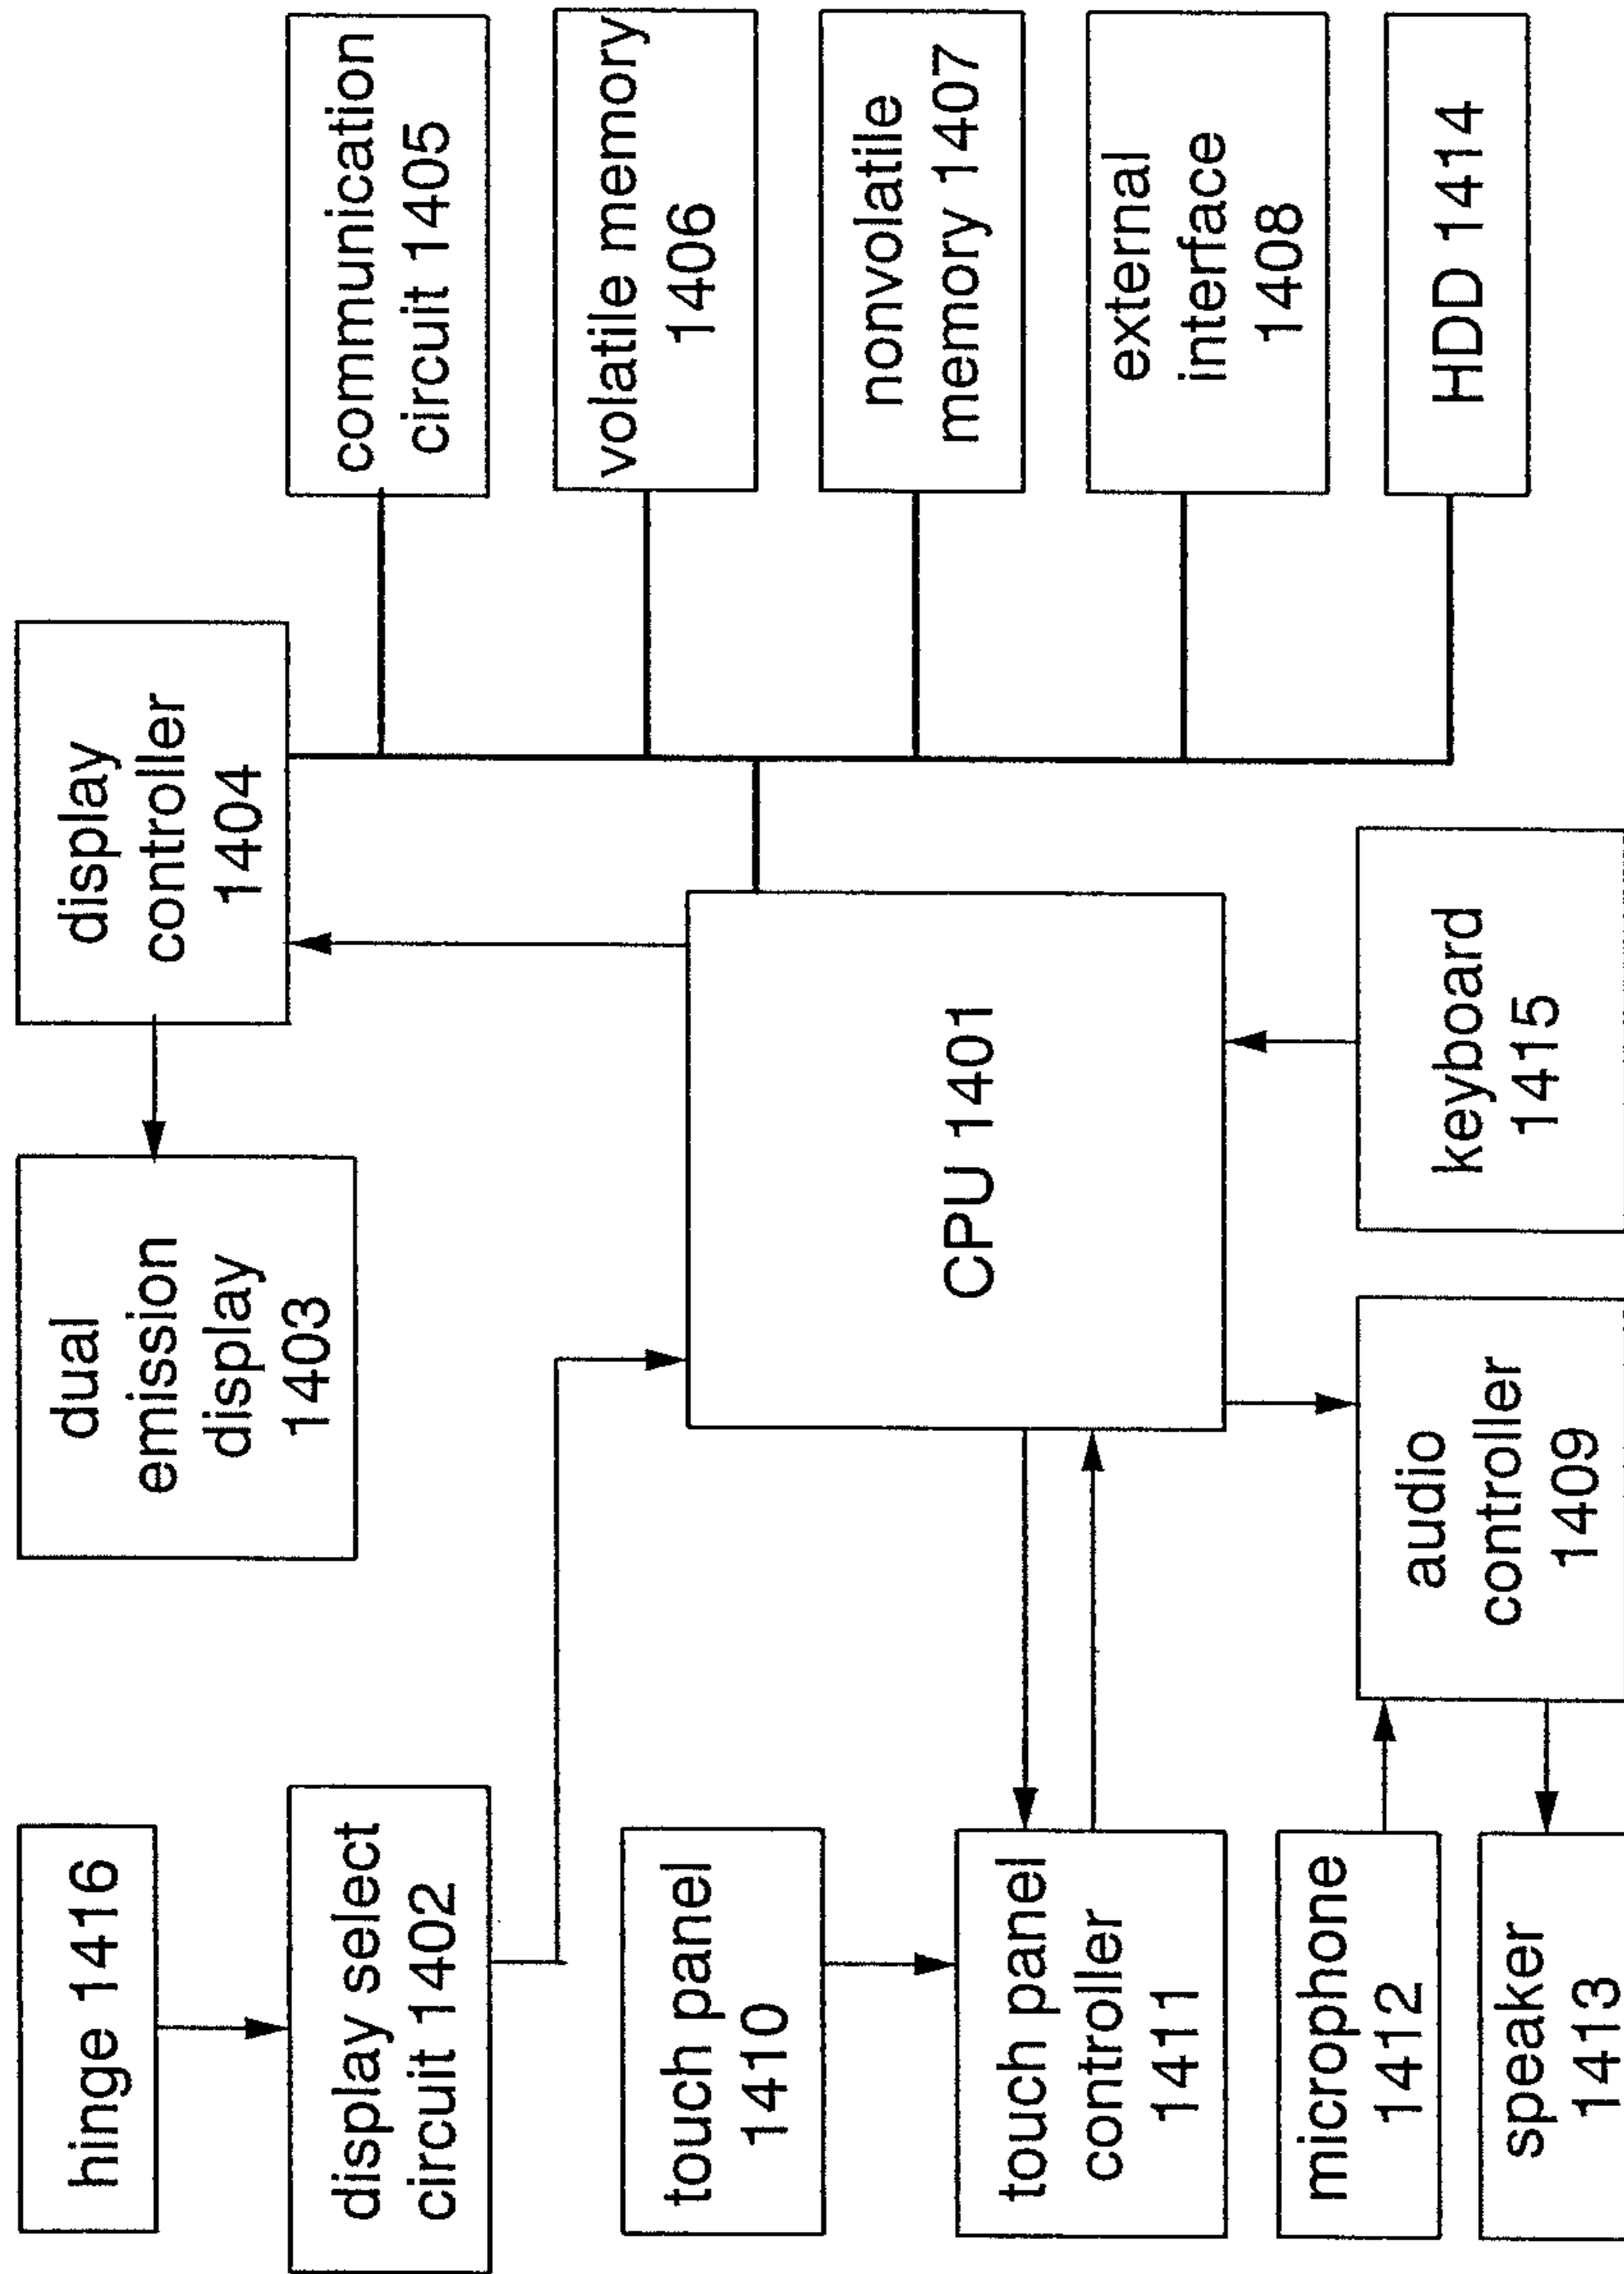 hinge 1416
display select
circuit 1402
dual
emission
display
1403
display
controller
1404
communication
circuit 1405
touch panel
1410
touch panel
controller
1411
CPU 1401
volatile memory
1406
nonvolatile
memory 1407
external
interface
1408
microphone
1412
speaker
1413
audio
controller
1409
keyboard
1415
HDD 1414